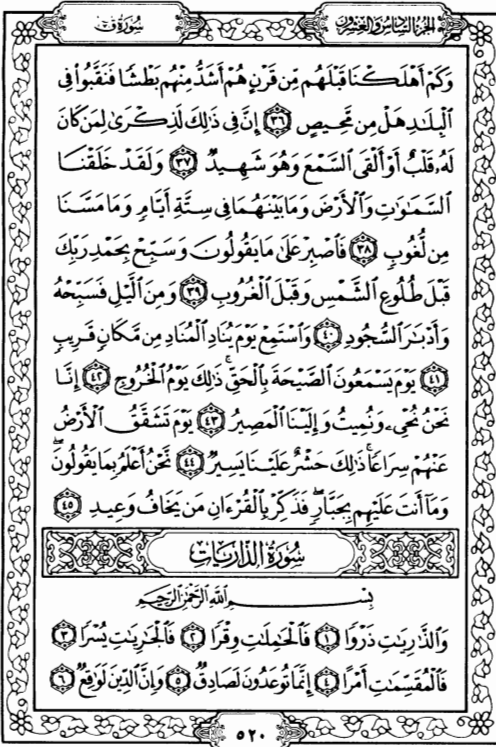 الجزء السادس والعشرون
سورة ق
وَكَمْ أَهْلَكْنَا قَبْلَهُم مِّن قَرْنٍ هُمْ أَشَدُّ مِنْهُم بَطْشًا فَنَقَّبُوا۟ فِى
ٱلْبِلَٰدِ هَلْ مِن مَّحِيصٍ ٣٦ إِنَّ فِى ذَٰلِكَ لَذِكْرَىٰ لِمَن كَانَ
لَهُۥ قَلْبٌ أَوْ أَلْقَى ٱلسَّمْعَ وَهُوَ شَهِيدٌ ٣٧ وَلَقَدْ خَلَقْنَا
ٱلسَّمَٰوَٰتِ وَٱلْأَرْضَ وَمَا بَيْنَهُمَا فِى سِتَّةِ أَيَّامٍ وَمَا مَسَّنَا
مِن لُّغُوبٍ ٣٨ فَٱصْبِرْ عَلَىٰ مَا يَقُولُونَ وَسَبِّحْ بِحَمْدِ رَبِّكَ
قَبْلَ طُلُوعِ ٱلشَّمْسِ وَقَبْلَ ٱلْغُرُوبِ ٣٩ وَمِنَ ٱلَّيْلِ فَسَبِّحْهُ
وَأَدْبَٰرَ ٱلسُّجُودِ ٤٠ وَٱسْتَمِعْ يَوْمَ يُنَادِ ٱلْمُنَادِ مِن مَّكَانٍ قَرِيبٍ
٤١ يَوْمَ يَسْمَعُونَ ٱلصَّيْحَةَ بِٱلْحَقِّ ۚ ذَٰلِكَ يَوْمُ ٱلْخُرُوجِ ٤٢ إِنَّا
نَحْنُ نُحْىِۦ وَنُمِيتُ وَإِلَيْنَا ٱلْمَصِيرُ ٤٣ يَوْمَ تَشَقَّقُ ٱلْأَرْضُ
عَنْهُمْ سِرَاعًا ۚ ذَٰلِكَ حَشْرٌ عَلَيْنَا يَسِيرٌ ٤٤ نَّحْنُ أَعْلَمُ بِمَا يَقُولُونَ ۖ
وَمَآ أَنتَ عَلَيْهِم بِجَبَّارٍ ۖ فَذَكِّرْ بِٱلْقُرْءَانِ مَن يَخَافُ وَعِيدِ ٤٥
سُورَةُ الذَّارِيَاتِ
بِسْمِ ٱللَّهِ ٱلرَّحْمَٰنِ ٱلرَّحِيمِ
وَٱلذَّٰرِيَٰتِ ذَرْوًا ١ فَٱلْحَٰمِلَٰتِ وِقْرًا ٢ فَٱلْجَٰرِيَٰتِ يُسْرًا ٣
فَٱلْمُقَسِّمَٰتِ أَمْرًا ٤ إِنَّمَا تُوعَدُونَ لَصَادِقٌ ٥ وَإِنَّ ٱلدِّينَ لَوَٰقِعٌ ٦
٥٢٠